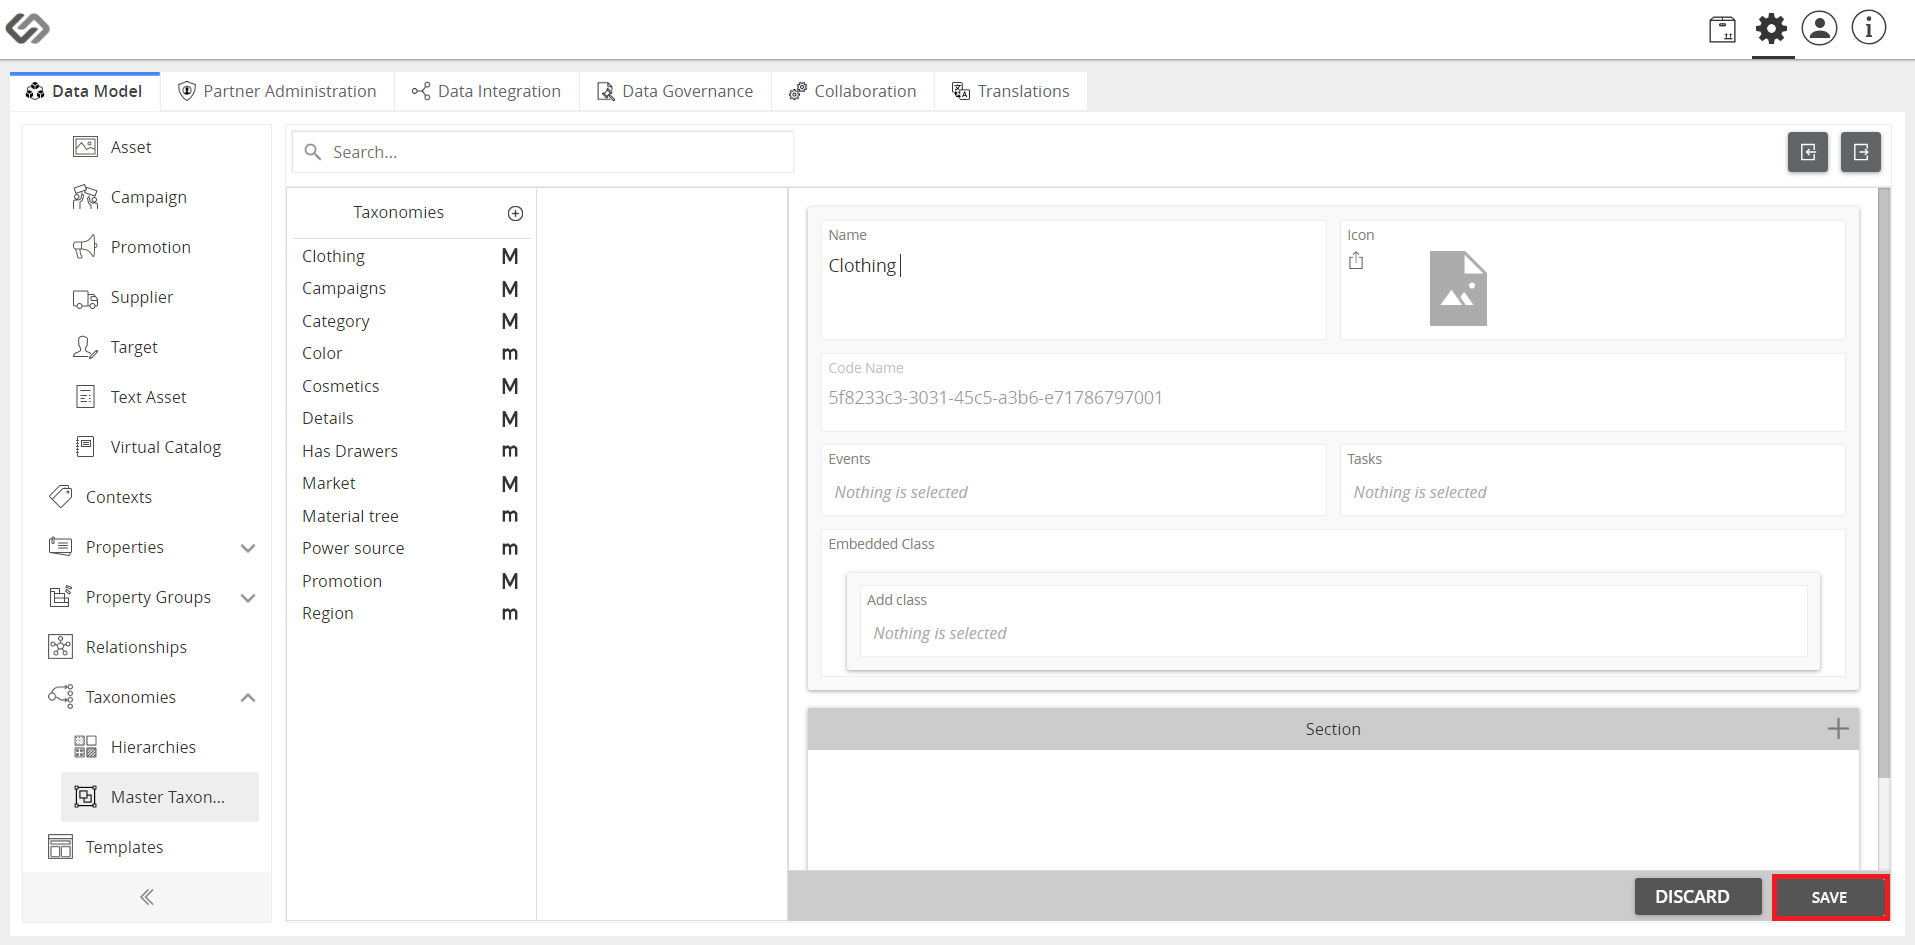 Data Model
Partner Administration
Data Integration
Data Governance
Collaboration
Translations
Asset
Campaign
Promotion
Supplier
Target
Text Asset
Virtual Catalog
Contexts
Properties
Property Groups
Relationships
Taxonomies
Hierarchies
Master Taxon...
Templates
Search...
Taxonomies
Clothing M
Campaigns M
Category M
Color m
Cosmetics M
Details M
Has Drawers m
Market M
Material tree m
Power source m
Promotion M
Region m
Name
Clothing
Icon
Code Name
5f8233c3-3031-45c5-a3b6-e71786797001
Events
Nothing is selected
Tasks
Nothing is selected
Embedded Class
Add class
Nothing is selected
Section
DISCARD
SAVE